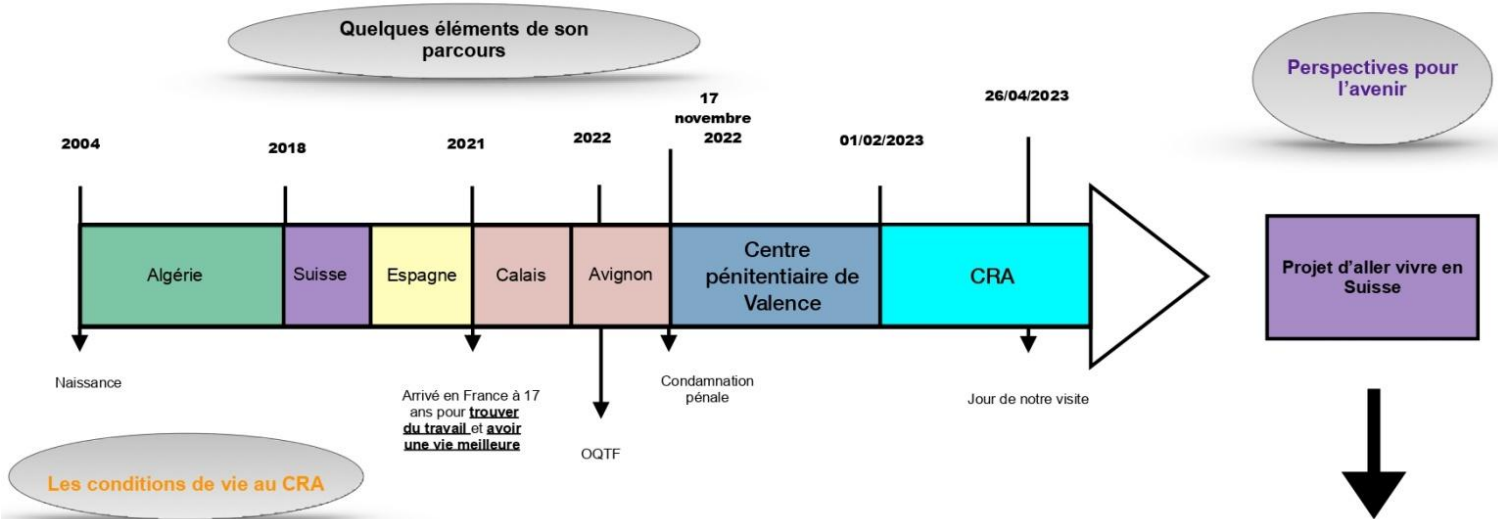 Quelques éléments de son
parcours
Perspectives pour
l'avenir
2004
2018
2021
2022
17
novembre
2022
01/02/2023
26/04/2023
Algérie
Suisse
Espagne
Calais
Avignon
Centre
pénitentiaire de
Valence
CRA
Projet d'aller vivre en
Suisse
Naissance
Arrivé en France à 17
ans pour trouver
du travail et avoir
une vie meilleure
OQTF
Condamnation
pénale
Jour de notre visite
Les conditions de vie au CRA